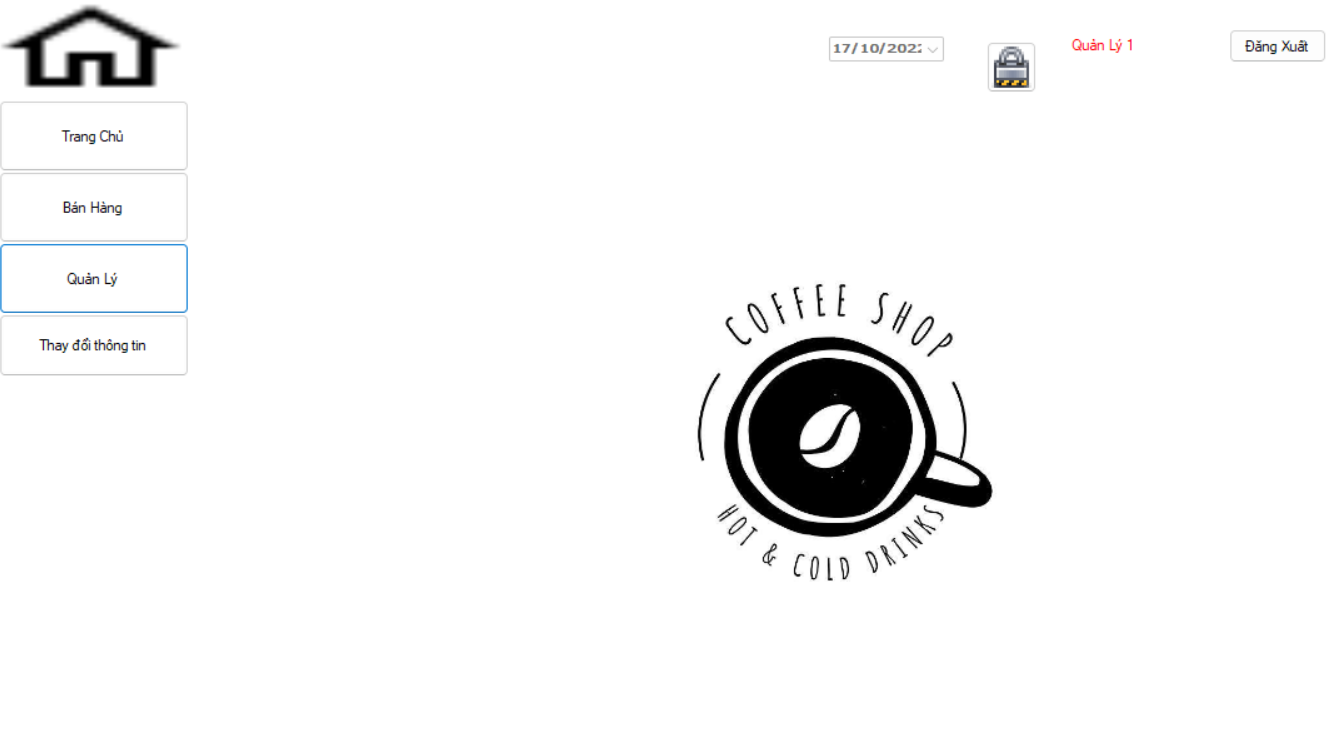 17/10/2022
Quản Lý 1
Đăng Xuất
Trang Chủ
Bán Hàng
Quản Lý
Thay đổi thông tin
COFFEE SHOP
HOT & COLD DRINKS